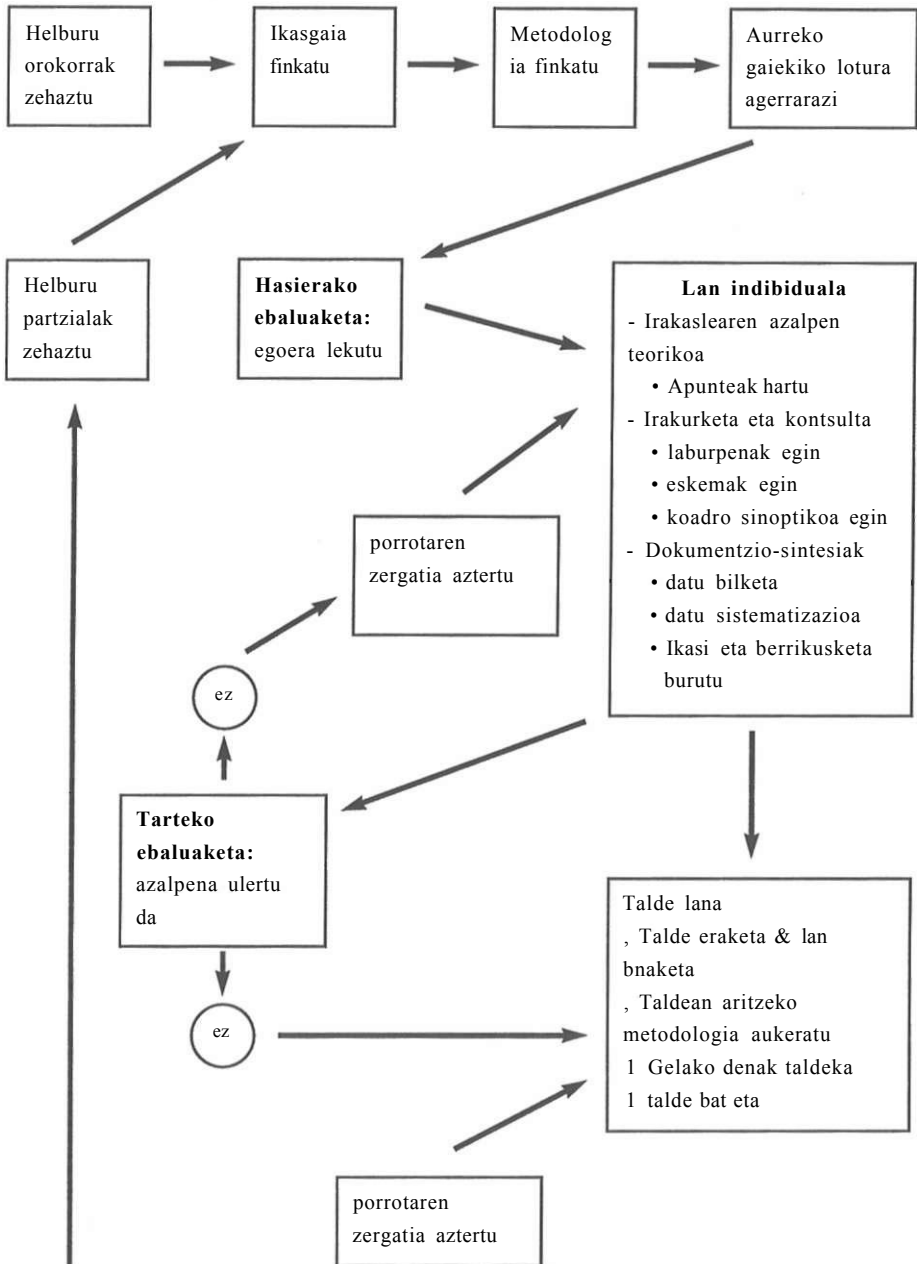 Helburu
orokorrak
zehaztu
Ikasgaia
finkatu
Metodolog
ia finkatu
Aurreko
gaiekiko lotura
agerrarazi
Helburu
partzialak
zehaztu
Hasierako
ebaluaketa:
egoera lekutu
Lan indibiduala
- Irakaslearen azalpen
teorikoa
• Apunteak hartu
- Irakurketa eta kontsulta
• laburpenak egin
• eskemak egin
• koadro sinoptikoa egin
- Dokumentzio-sintesiak
• datu bilketa
• datu sistematizazioa
• Ikasi eta berrikusketa
burutu
porrotaren
zergatia aztertu
ez
Tarteko
ebaluaketa:
azalpena ulertu
da
ez
Talde lana
, Talde eraketa & lan
bnaketa
, Taldean aritzeko
metodologia aukeratu
1 Gelako denak taldeka
1 talde bat eta
porrotaren
zergatia aztertu